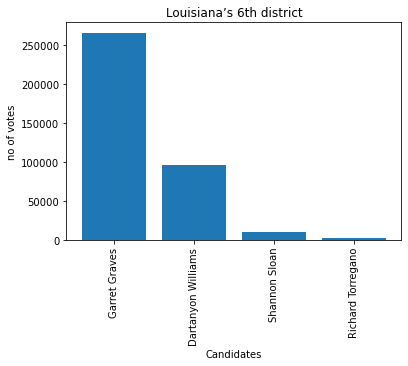 Louisiana’s 6th district
250000
200000
150000
100000
50000
0
no of votes
Garret Graves
Dartanyon Williams
Shannon Sloan
Richard Torregano
Candidates